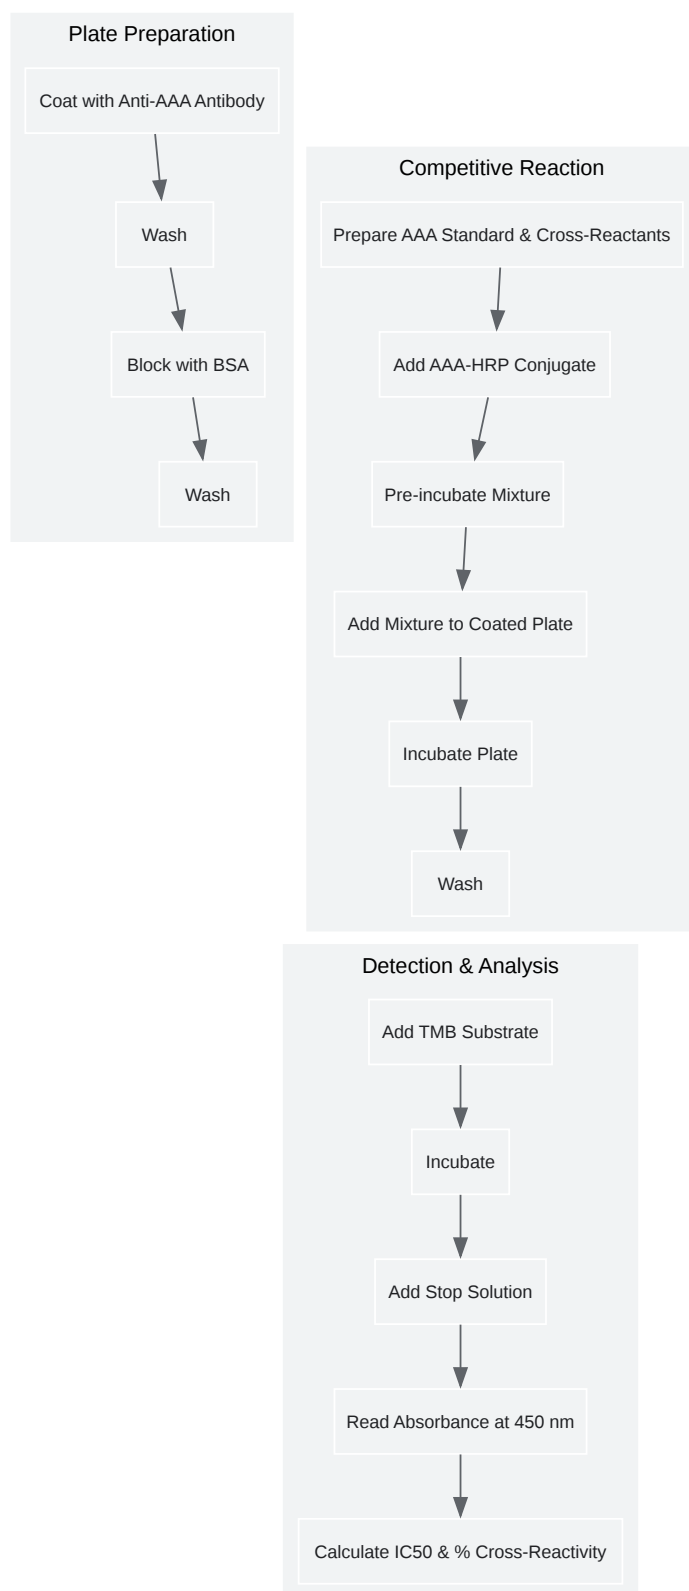 Plate Preparation
Coat with Anti-AAA Antibody
Wash
Block with BSA
Wash
Competitive Reaction
Prepare AAA Standard & Cross-Reactants
Add AAA-HRP Conjugate
Pre-incubate Mixture
Add Mixture to Coated Plate
Incubate Plate
Wash
Detection & Analysis
Add TMB Substrate
Incubate
Add Stop Solution
Read Absorbance at 450 nm
Calculate IC50 & % Cross-Reactivity